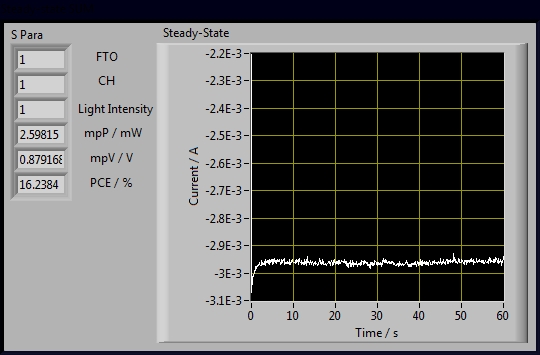 S Para
1 FTO
1 CH
1 Light Intensity
2.59815 mpP / mW
0.879168 mpV / V
16.2384 PCE / %
Steady-State
Current / A
-2.2E-3
-2.3E-3
-2.4E-3
-2.5E-3
-2.6E-3
-2.7E-3
-2.8E-3
-2.9E-3
-3E-3
-3.1E-3
0 10 20 30 40 50 60
Time / s